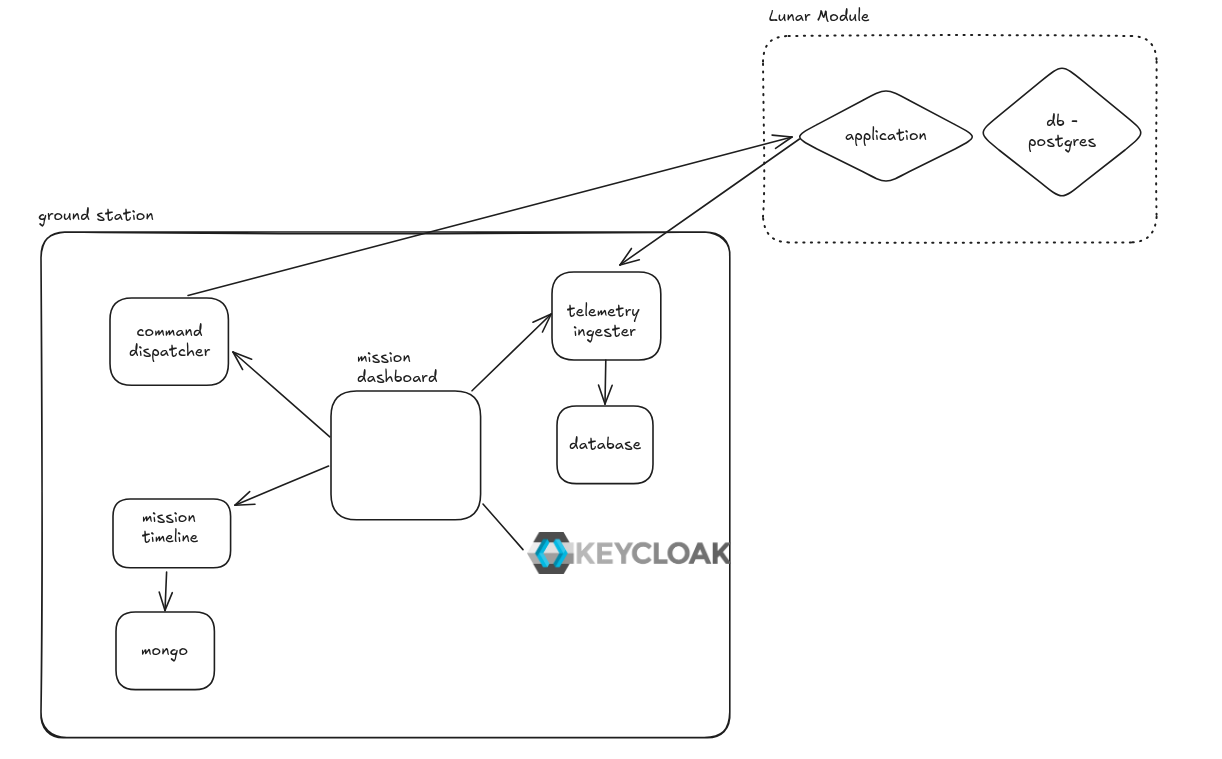 Lunar Module
application
db -
postgres
ground station
command
dispatcher
telemetry
ingester
mission
dashboard
database
mission
timeline
KEYCLOAK
mongo